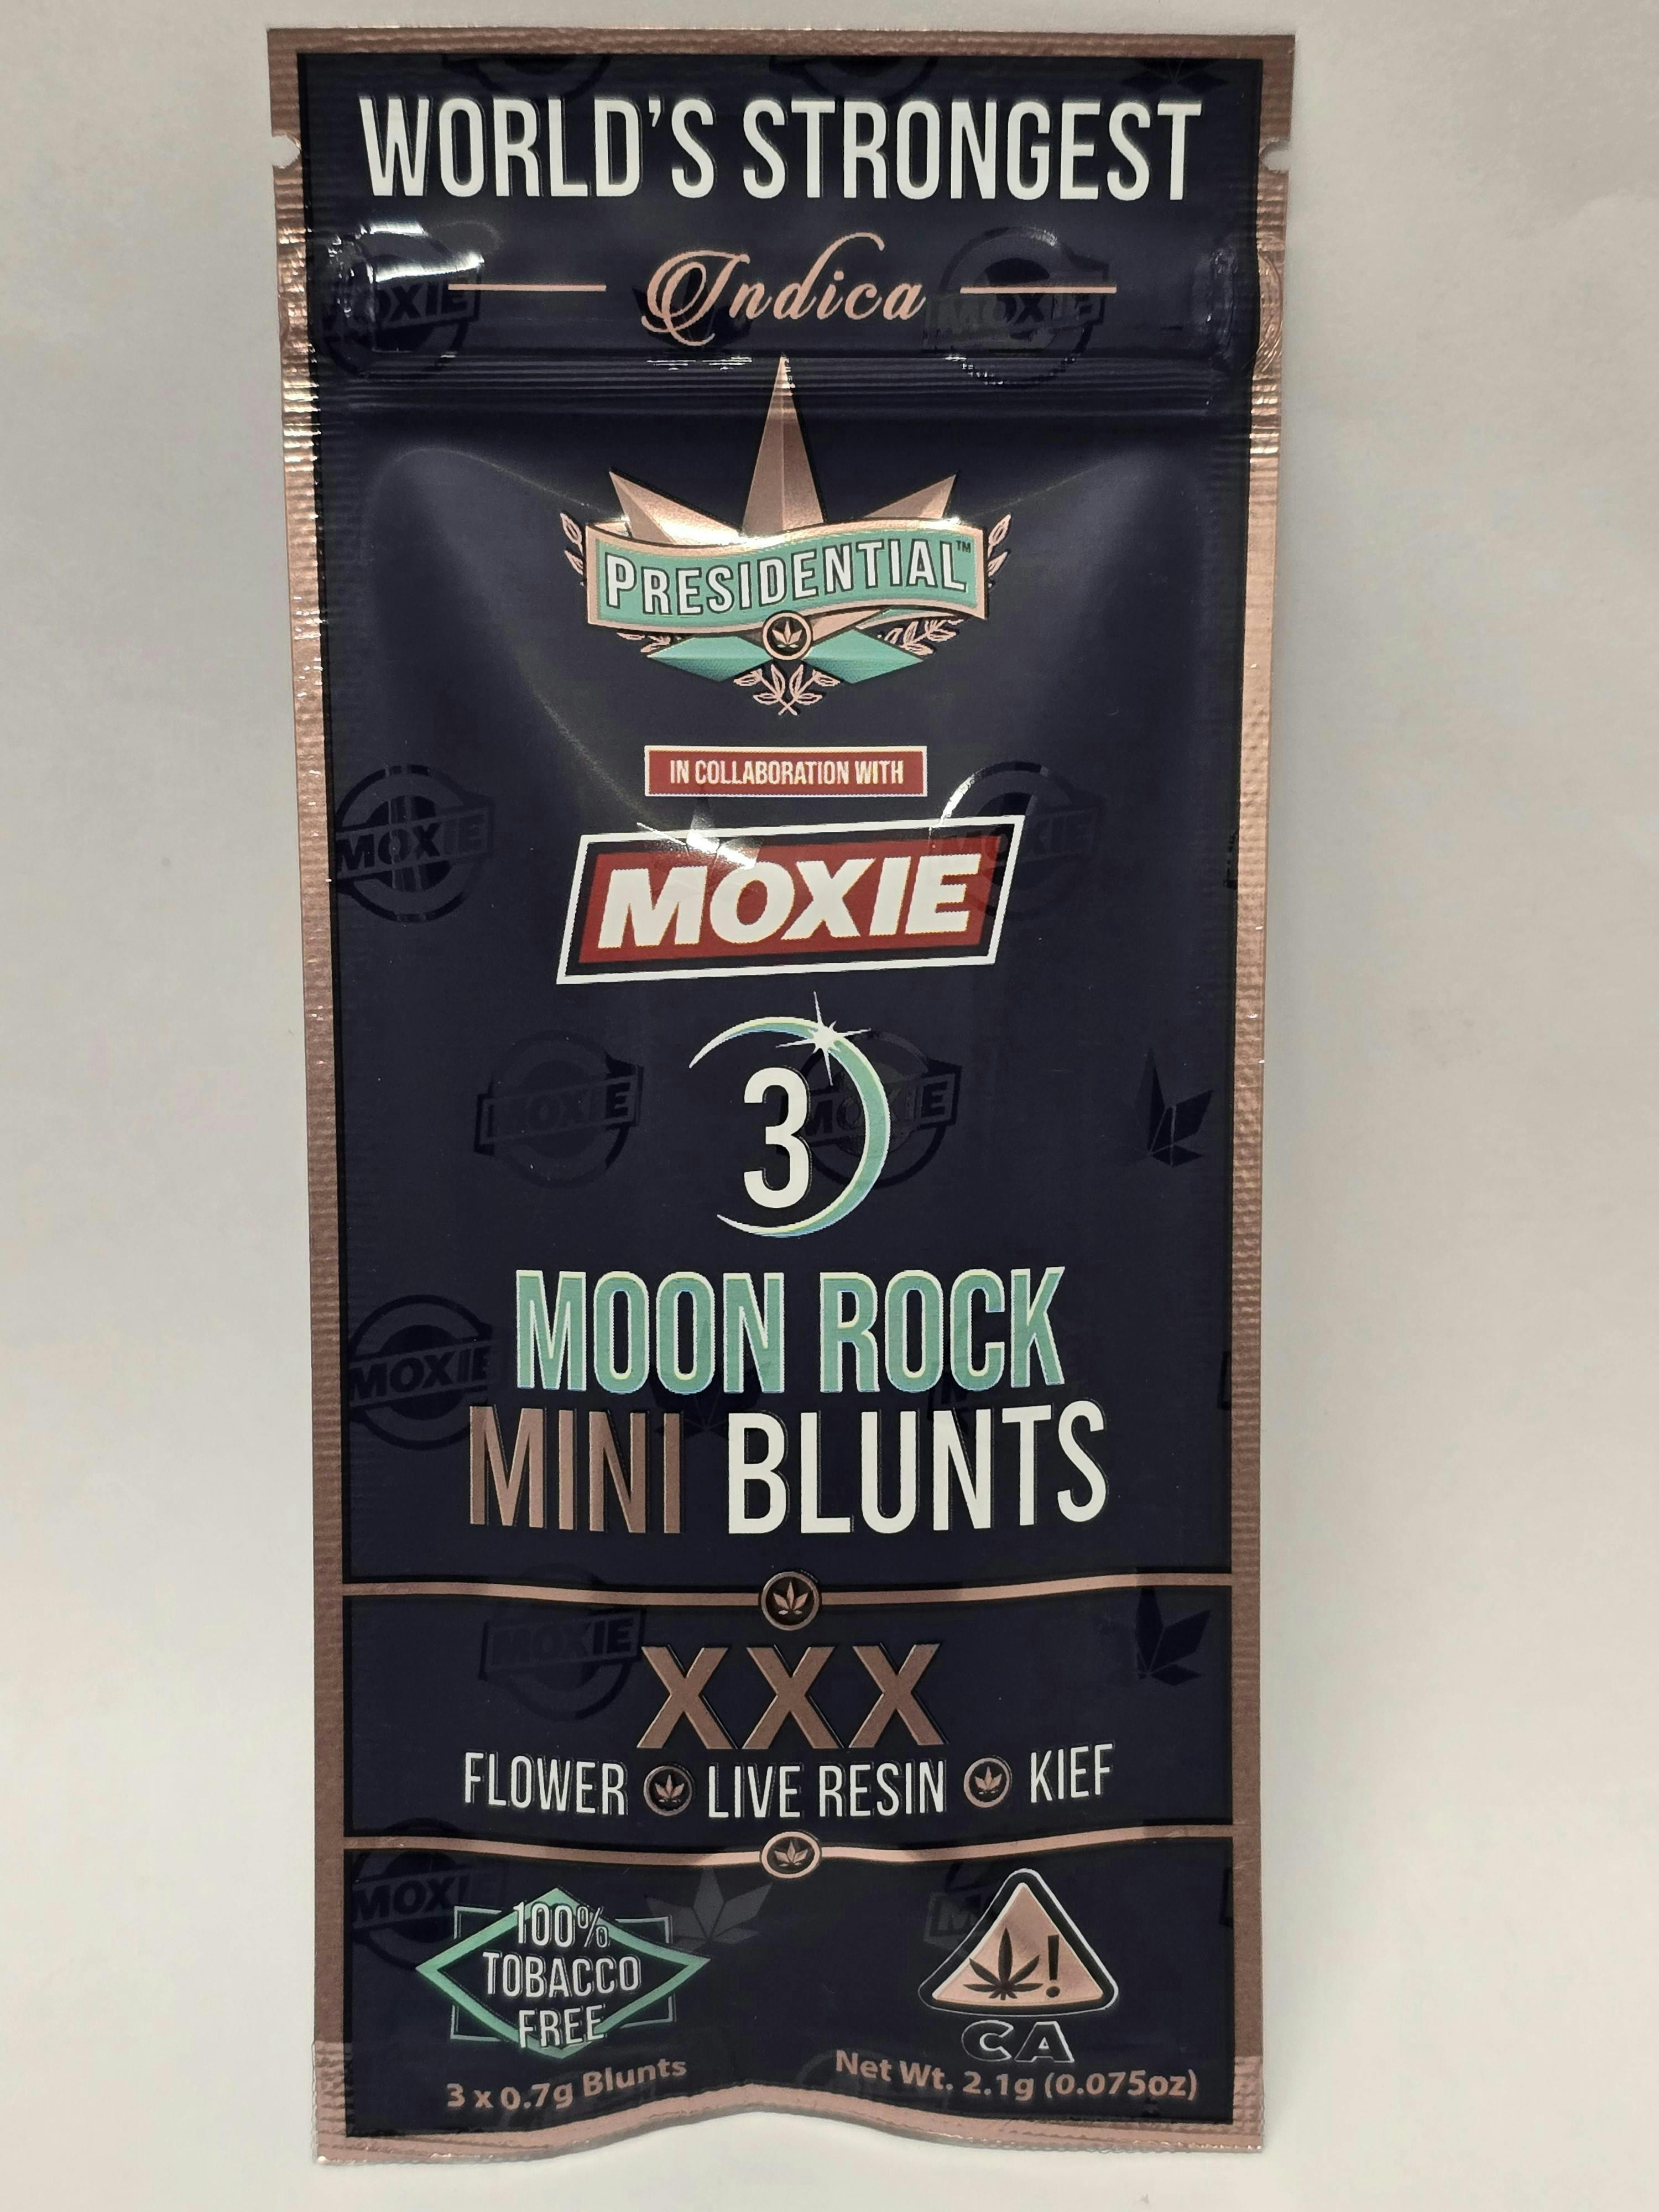 WORLD'S STRONGEST
Indica
PRESIDENTIAL™
IN COLLABORATION WITH
MOXIE
3
MOON ROCK
MINI BLUNTS
XXX
FLOWER LIVE RESIN KIEF
100%
TOBACCO
FREE
CA
3 x 0.7g Blunts
Net Wt. 2.1g (0.075oz)